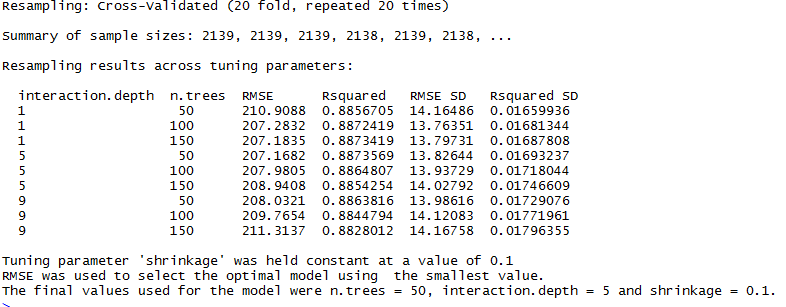 Resampling: Cross-Validated (20 fold, repeated 20 times)
Summary of sample sizes: 2139, 2139, 2139, 2138, 2139, 2138, ...
Resampling results across tuning parameters:
interaction.depth n.trees RMSE Rsquared RMSE SD Rsquared SD
1 50 210.9088 0.8856705 14.16486 0.01659936
1 100 207.2832 0.8872419 13.76351 0.01681344
1 150 207.1835 0.8873419 13.79731 0.01687808
5 50 207.1682 0.8873569 13.82644 0.01693237
5 100 207.9805 0.8864807 13.93729 0.01718044
5 150 208.9408 0.8854254 14.02792 0.01746609
9 50 208.0321 0.8863816 13.98616 0.01729076
9 100 209.7654 0.8844794 14.12083 0.01771961
9 150 211.3137 0.8828012 14.16758 0.01796355
Tuning parameter 'shrinkage' was held constant at a value of 0.1
RMSE was used to select the optimal model using  the smallest value.
The final values used for the model were n.trees = 50, interaction.depth = 5 and shrinkage = 0.1.
>